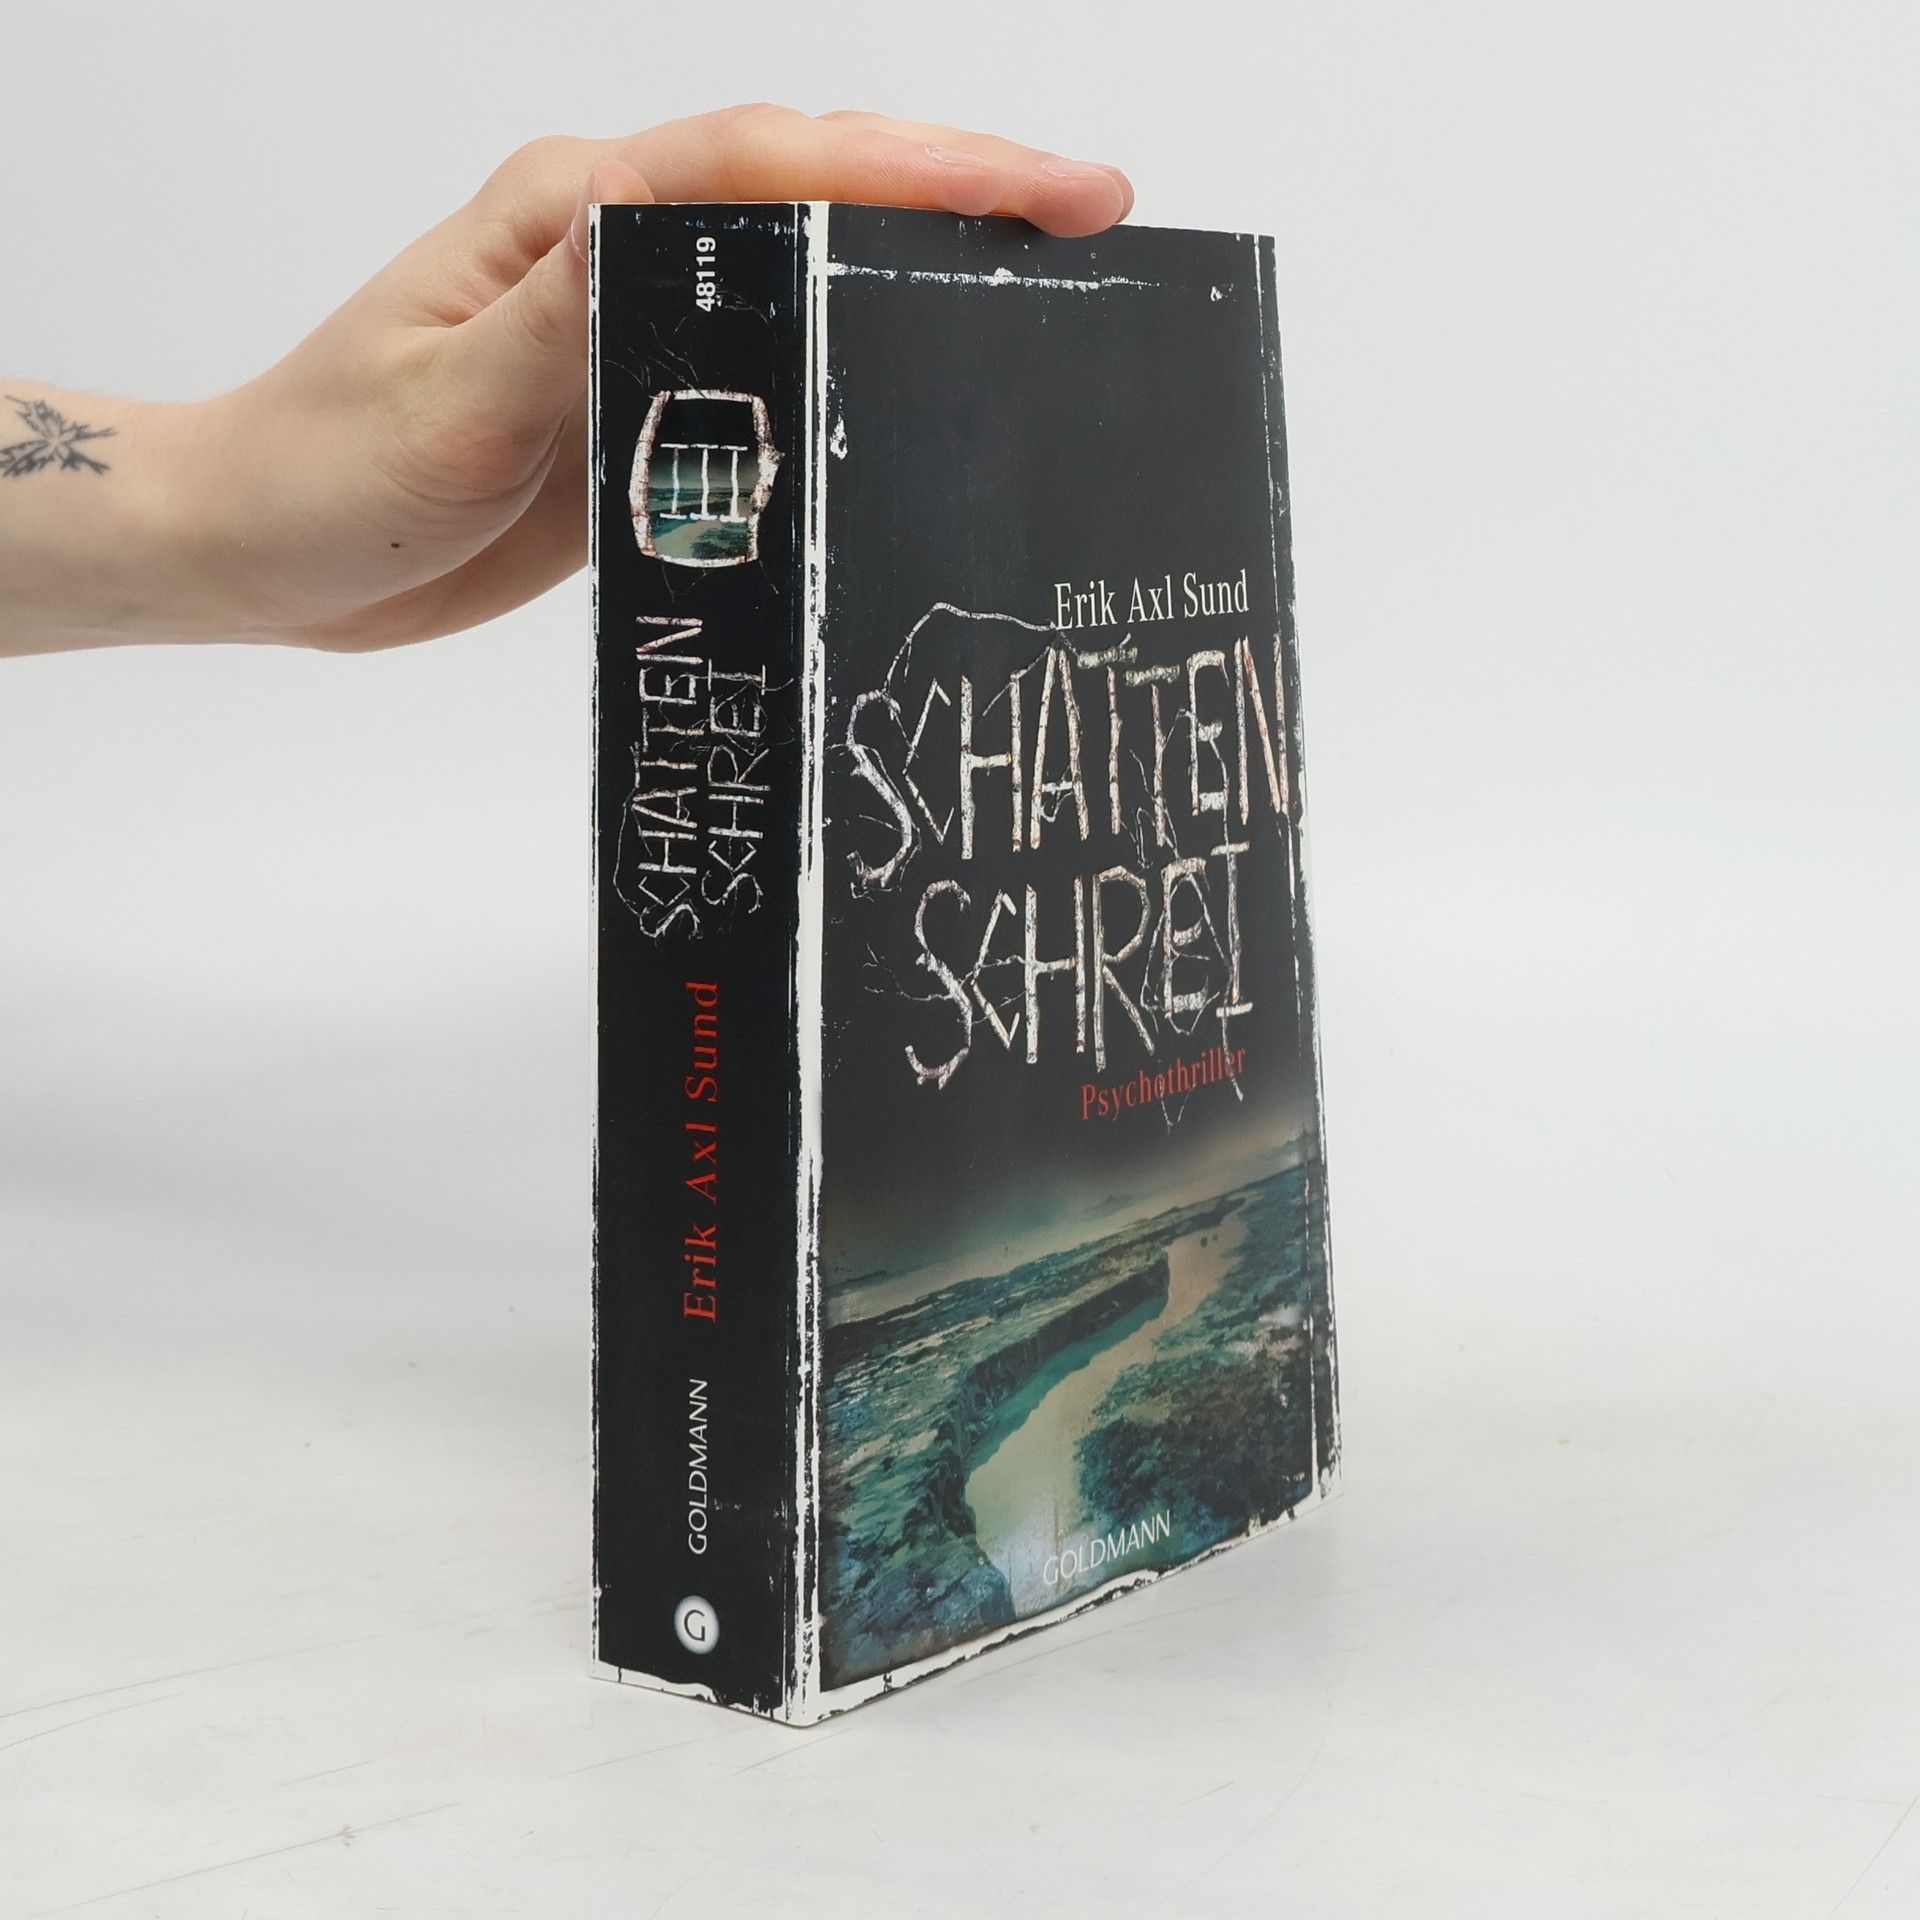 48119
III
SCHATTEN
SCHREI
Erik Axl Sund
GOLDMANN
G
Erik Axl Sund
SCHATTEN
SCHREI
Psychothriller
GOLDMANN